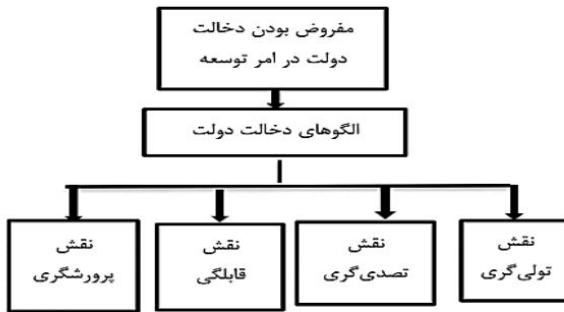 مفروض بودن دخالت
دولت در امر توسعه
الگوهای دخالت دولت
نقش
تولی‌گری
نقش
تصدی‌گری
نقش
قابلگی
نقش
پرورشگری